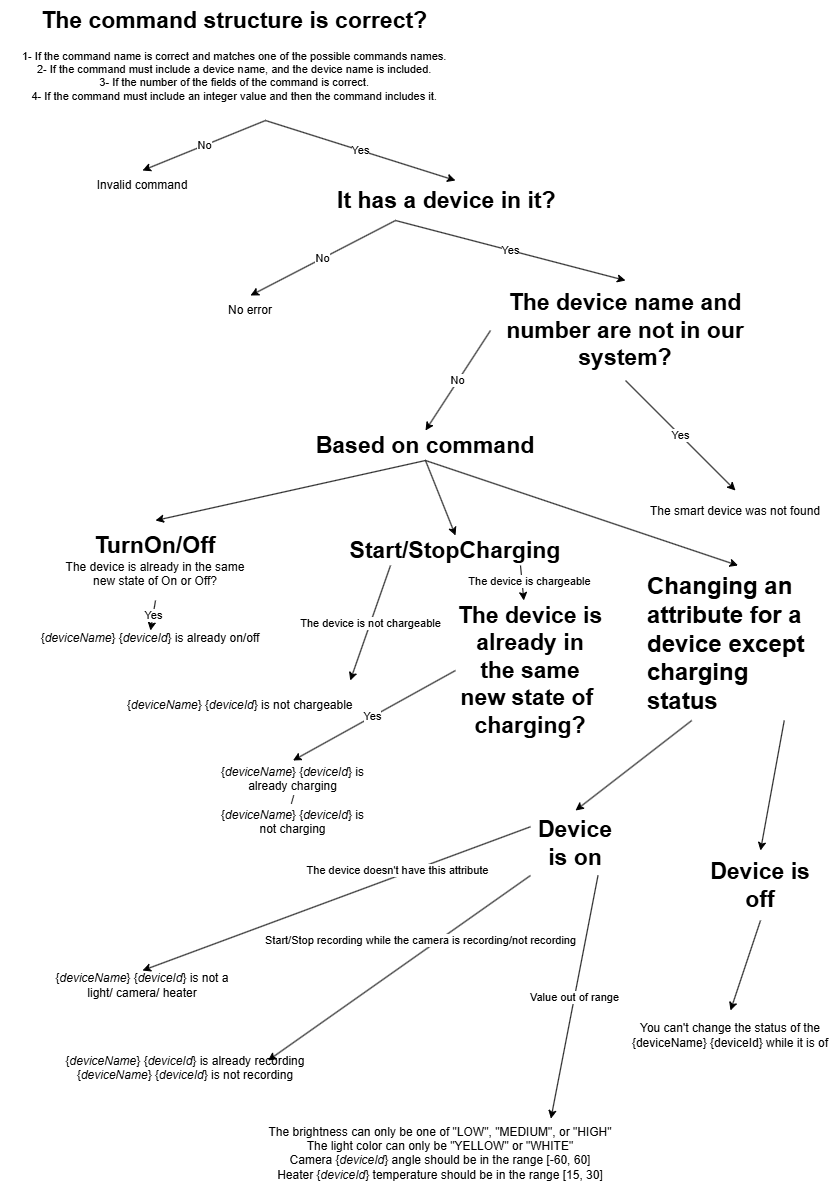 The command structure is correct?
1- If the command name is correct and matches one of the possible commands names.
2- If the command must include a device name, and the device name is included.
3- If the number of the fields of the command is correct.
4- If the command must include an integer value and then the command includes it.
No
Yes
Invalid command
It has a device in it?
No
Yes
No error
The device name and
number are not in our
system?
No
Yes
Based on command
The smart device was not found
TurnOn/Off
The device is already in the same
new state of On or Off?
Yes
{deviceName} {deviceId} is already on/off
Start/StopCharging
The device is not chargeable
The device is chargeable
{deviceName} {deviceId} is not chargeable
The device is
already in
the same
new state of
charging?
Yes
{deviceName} {deviceId} is
already charging
/
{deviceName} {deviceId} is
not charging
Changing an
attribute for a
device except
charging
status
Device
is on
Device is
off
The device doesn't have this attribute
Start/Stop recording while the camera is recording/not recording
Value out of range
{deviceName} {deviceId} is not a
light/ camera/ heater
{deviceName} {deviceId} is already recording
{deviceName} {deviceId} is not recording
You can't change the status of the
{deviceName} {deviceId} while it is of
The brightness can only be one of "LOW", "MEDIUM", or "HIGH"
The light color can only be "YELLOW" or "WHITE"
Camera {deviceId} angle should be in the range [-60, 60]
Heater {deviceId} temperature should be in the range [15, 30]